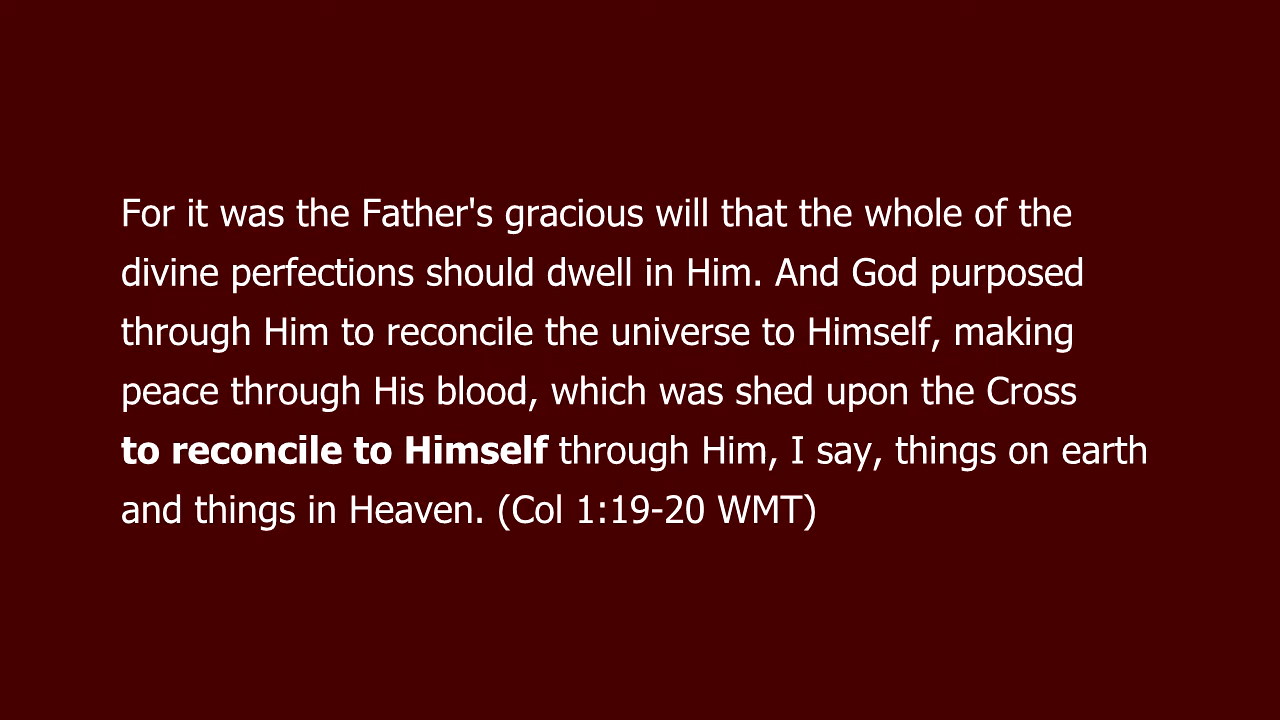 For it was the Father's gracious will that the whole of the
divine perfections should dwell in Him. And God purposed
through Him to reconcile the universe to Himself, making
peace through His blood, which was shed upon the Cross
to reconcile to Himself through Him, I say, things on earth
and things in Heaven. (Col 1:19-20 WMT)